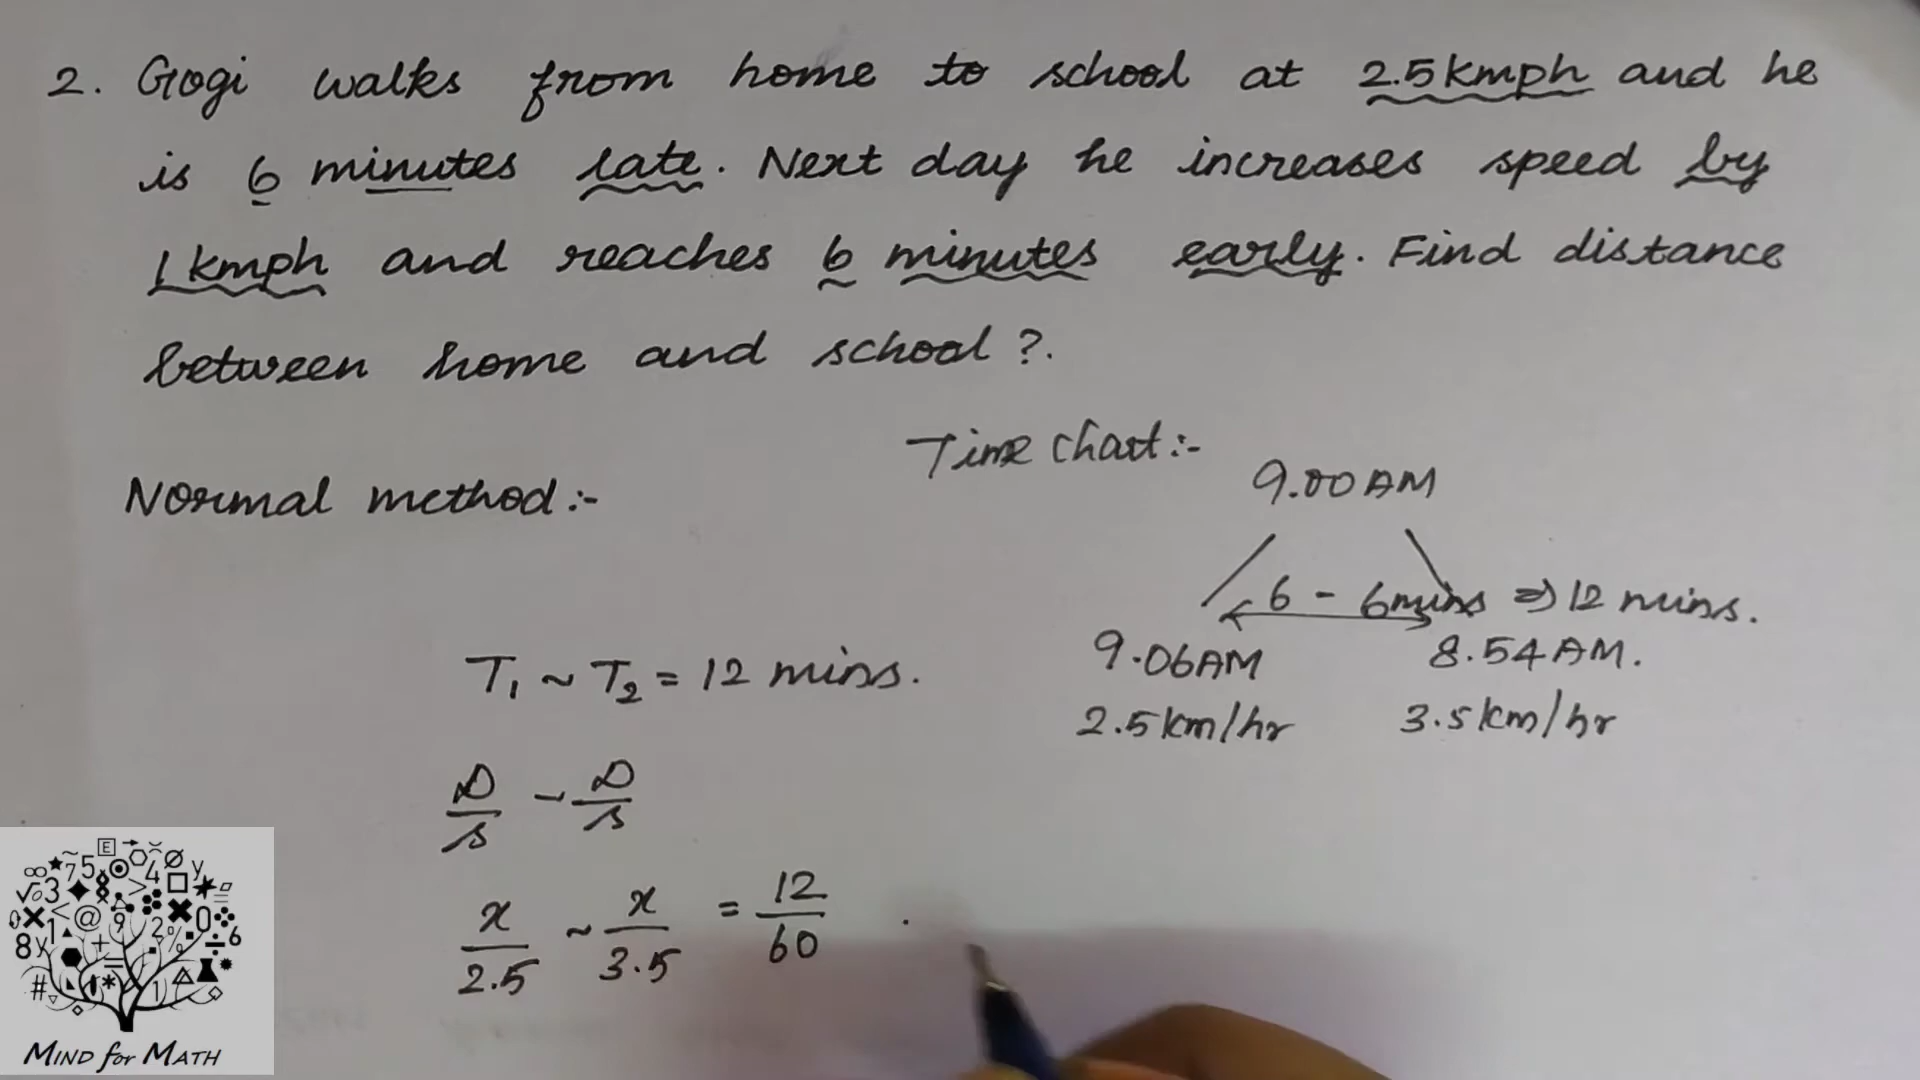 2. Gogi walks from home to school at 2.5kmph and he
is 6 minutes late. Next day he increases speed by
1kmph and reaches 6 minutes early. Find distance
between home and school?.
Time chart:-
Normal method:-
9.00AM
6 - 6mins ⇒ 12 mins.
9.06AM 8.54AM.
2.5km/hr 3.5km/hr
T₁ ~ T₂ = 12 mins.
D/s - D/s
x/2.5 ~ x/3.5 = 12/60
MIND for MATH